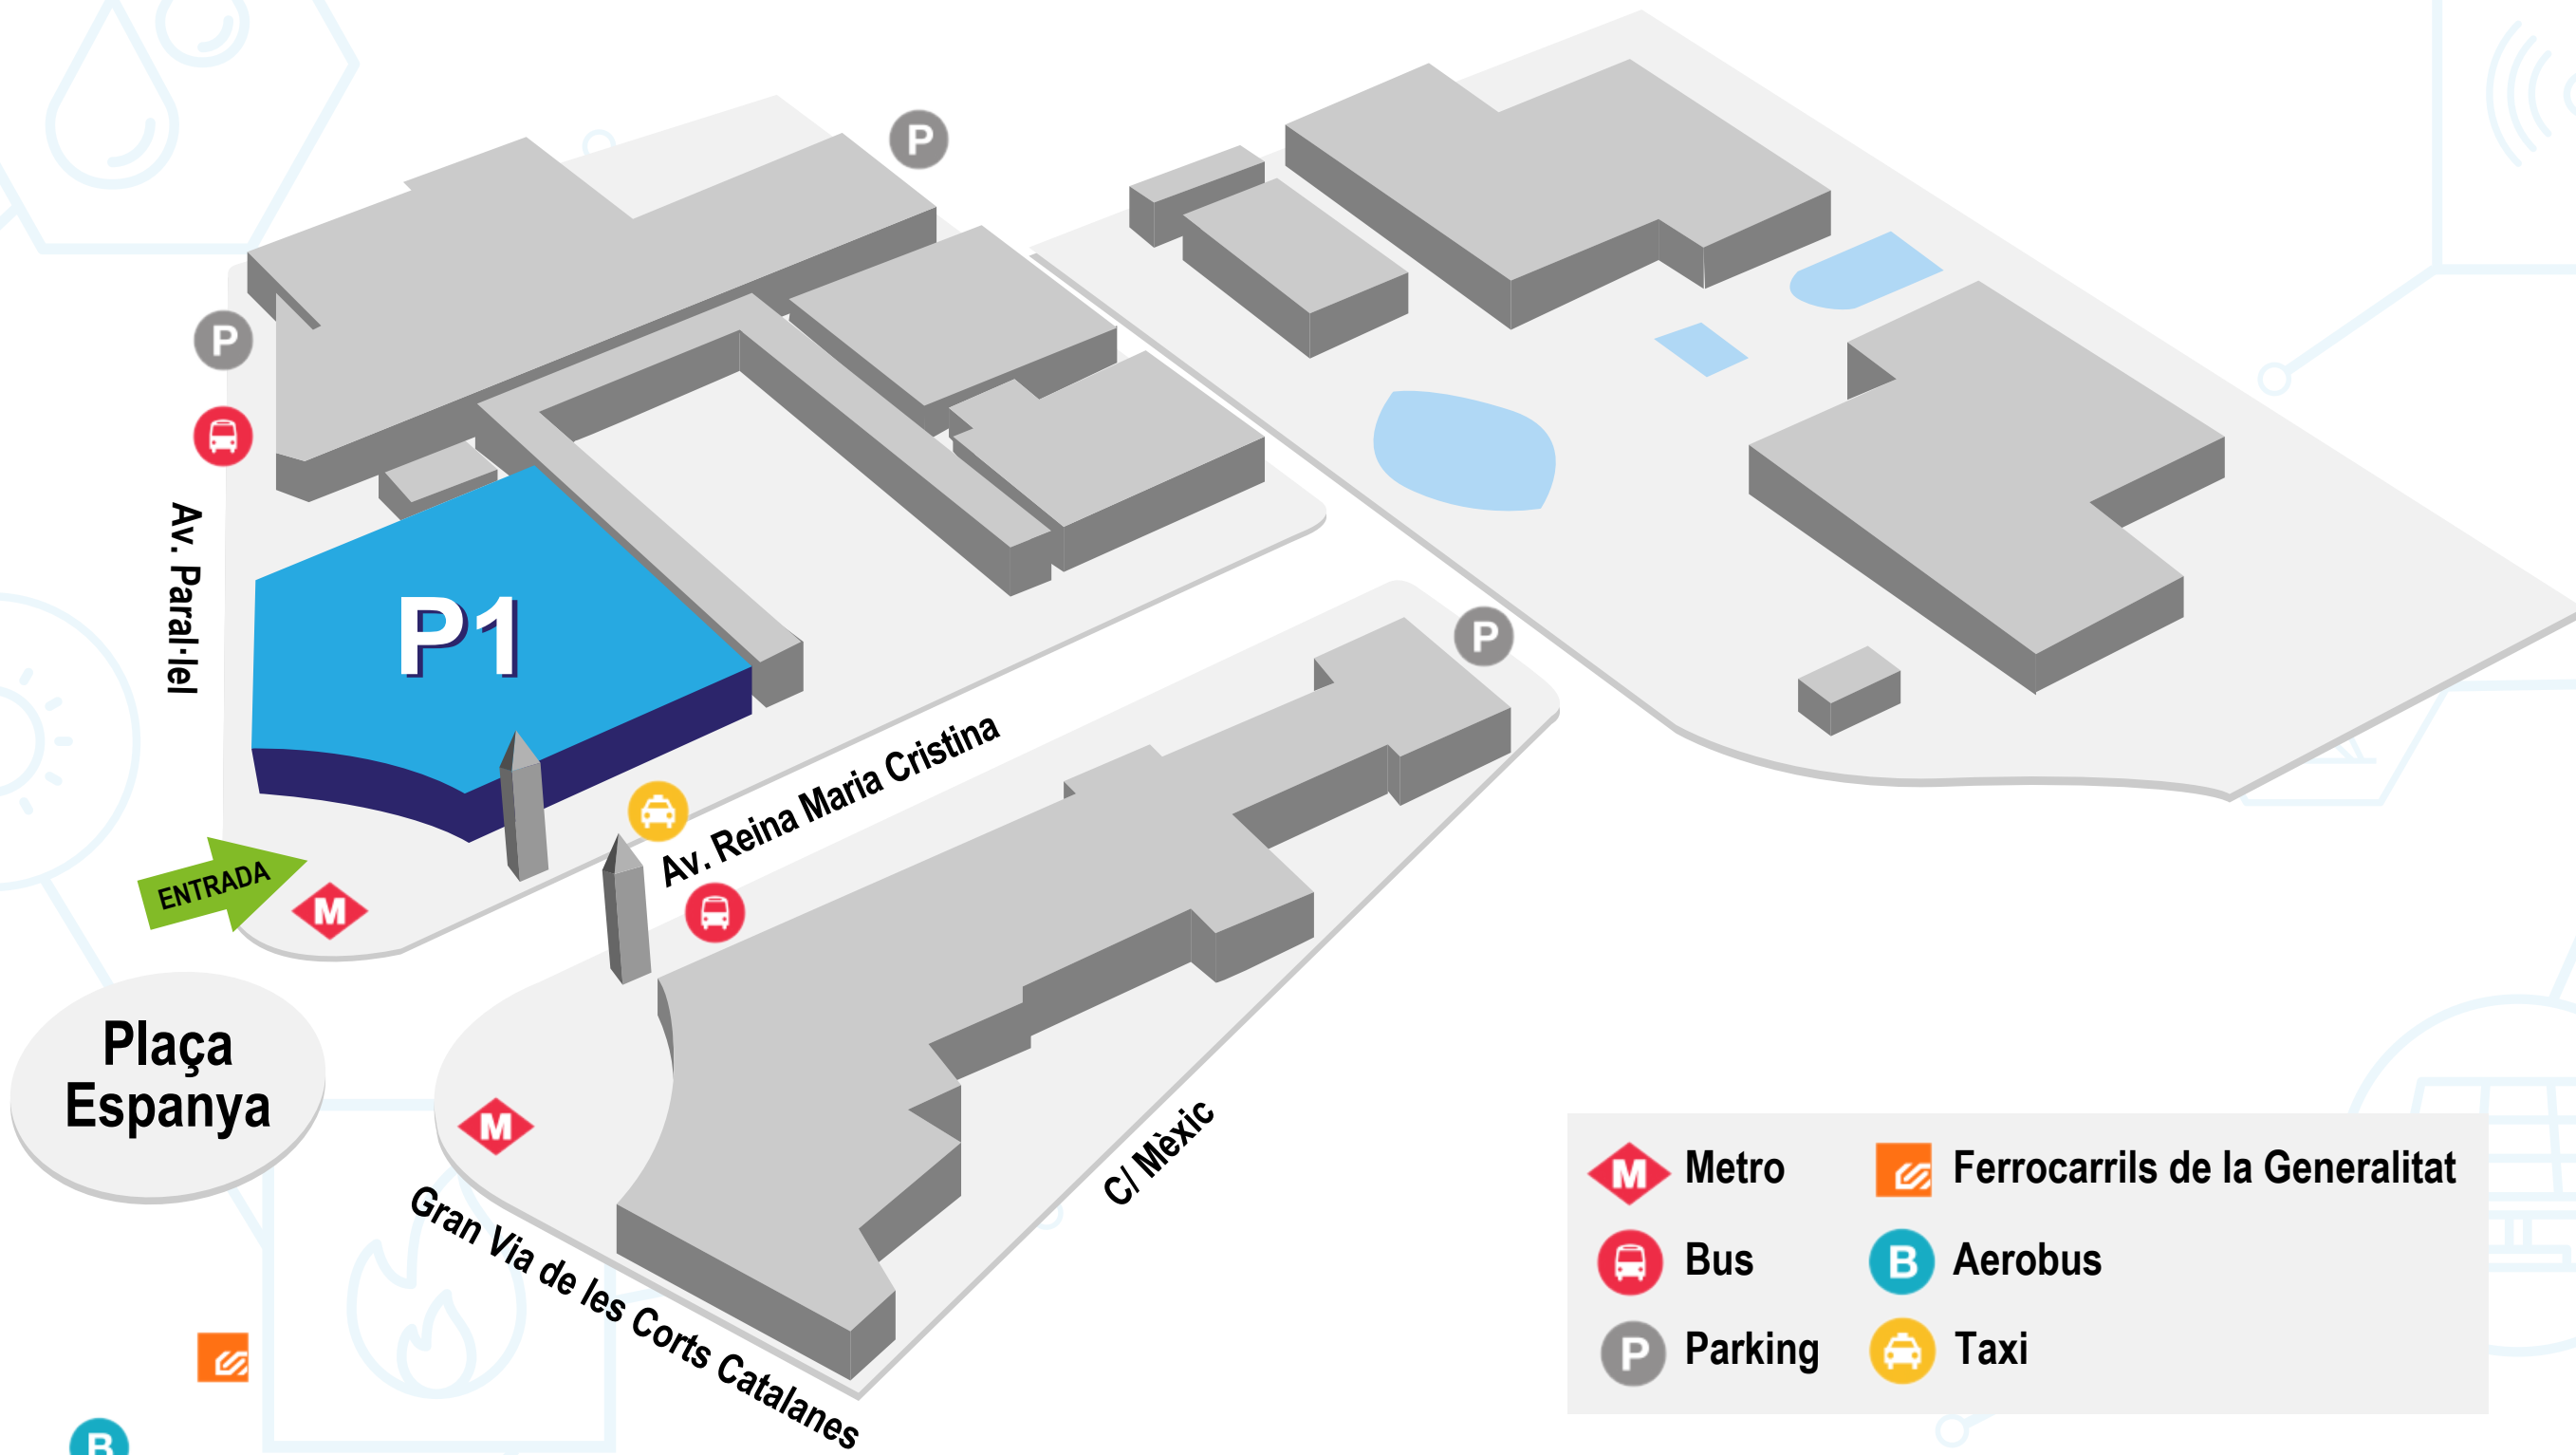 P
P
Av. Paral·lel
P1
P
Av. Reina Maria Cristina
ENTRADA
M
Plaça
Espanya
M
C/ Mèxic
Gran Via de les Corts Catalanes
M Metro
Ferrocarrils de la Generalitat
Bus
B Aerobus
P Parking
Taxi
B